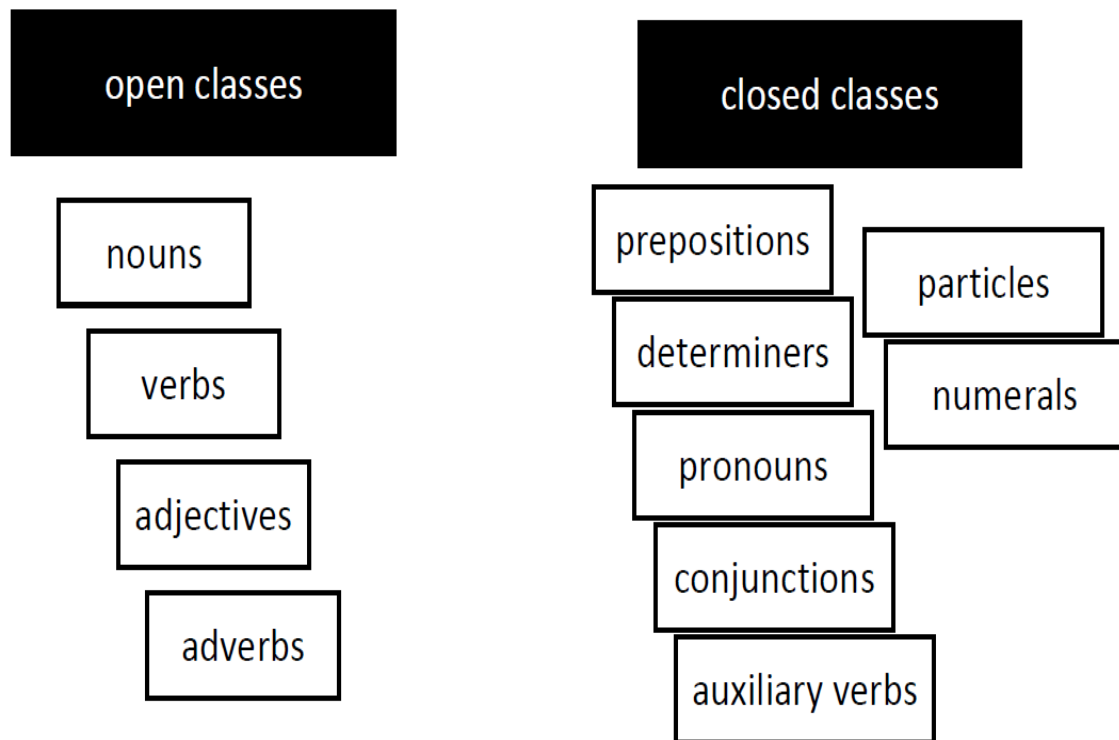 open classes
nouns
verbs
adjectives
adverbs
closed classes
prepositions
determiners
pronouns
conjunctions
auxiliary verbs
particles
numerals